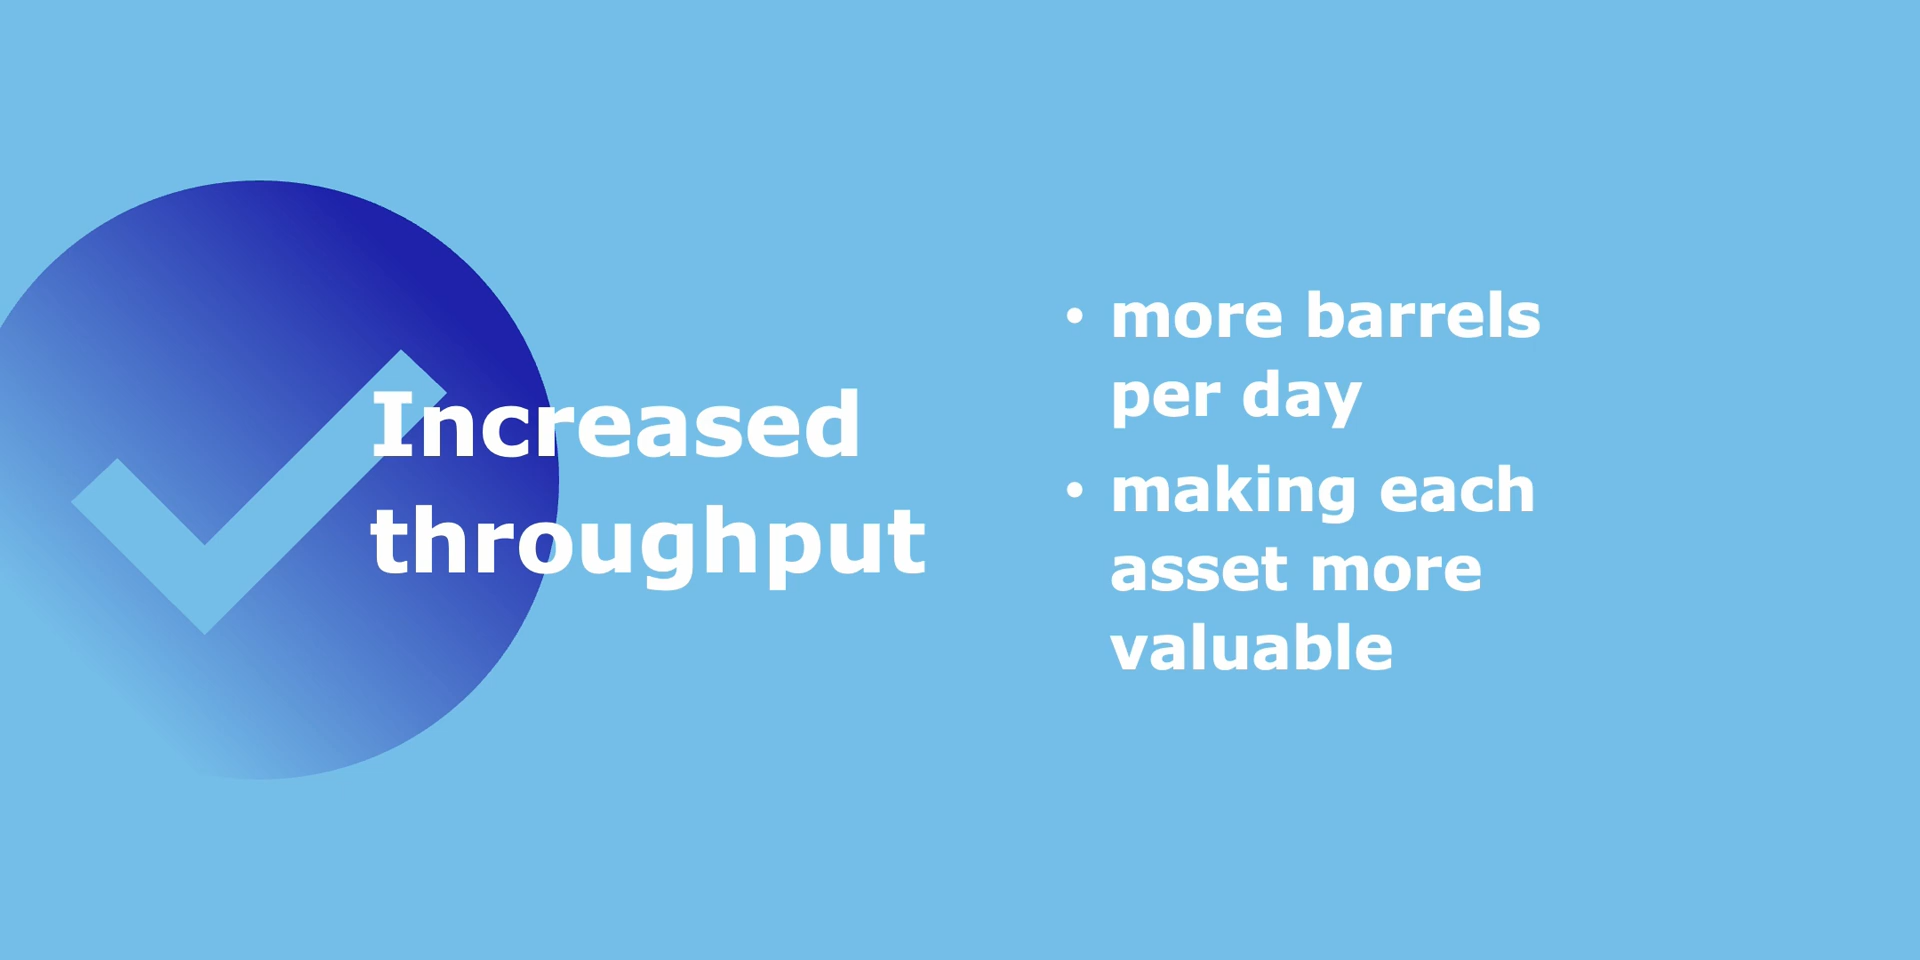 Increased
throughput
• more barrels
per day
• making each
asset more
valuable